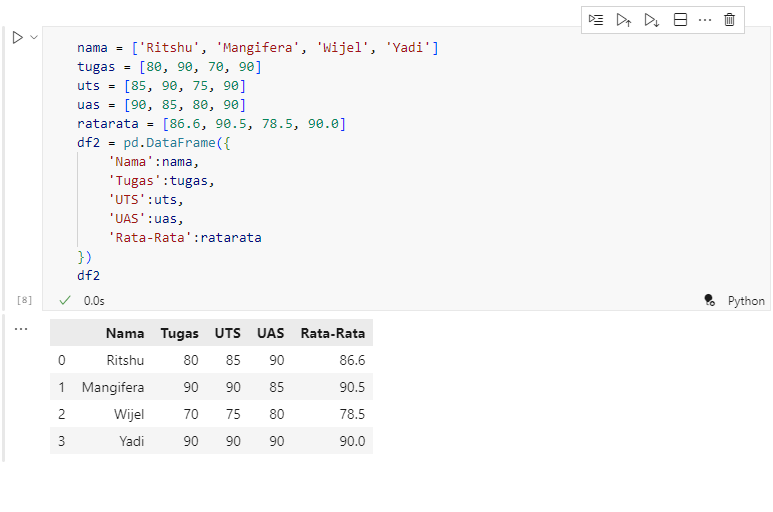 nama = ['Ritshu', 'Mangifera', 'Wijel', 'Yadi']
tugas = [80, 90, 70, 90]
uts = [85, 90, 75, 90]
uas = [90, 85, 80, 90]
ratarata = [86.6, 90.5, 78.5, 90.0]
df2 = pd.DataFrame({
    'Nama':nama,
    'Tugas':tugas,
    'UTS':uts,
    'UAS':uas,
    'Rata-Rata':ratarata
})
df2
[8] 0.0s Python
Nama Tugas UTS UAS Rata-Rata
0 Ritshu 80 85 90 86.6
1 Mangifera 90 90 85 90.5
2 Wijel 70 75 80 78.5
3 Yadi 90 90 90 90.0